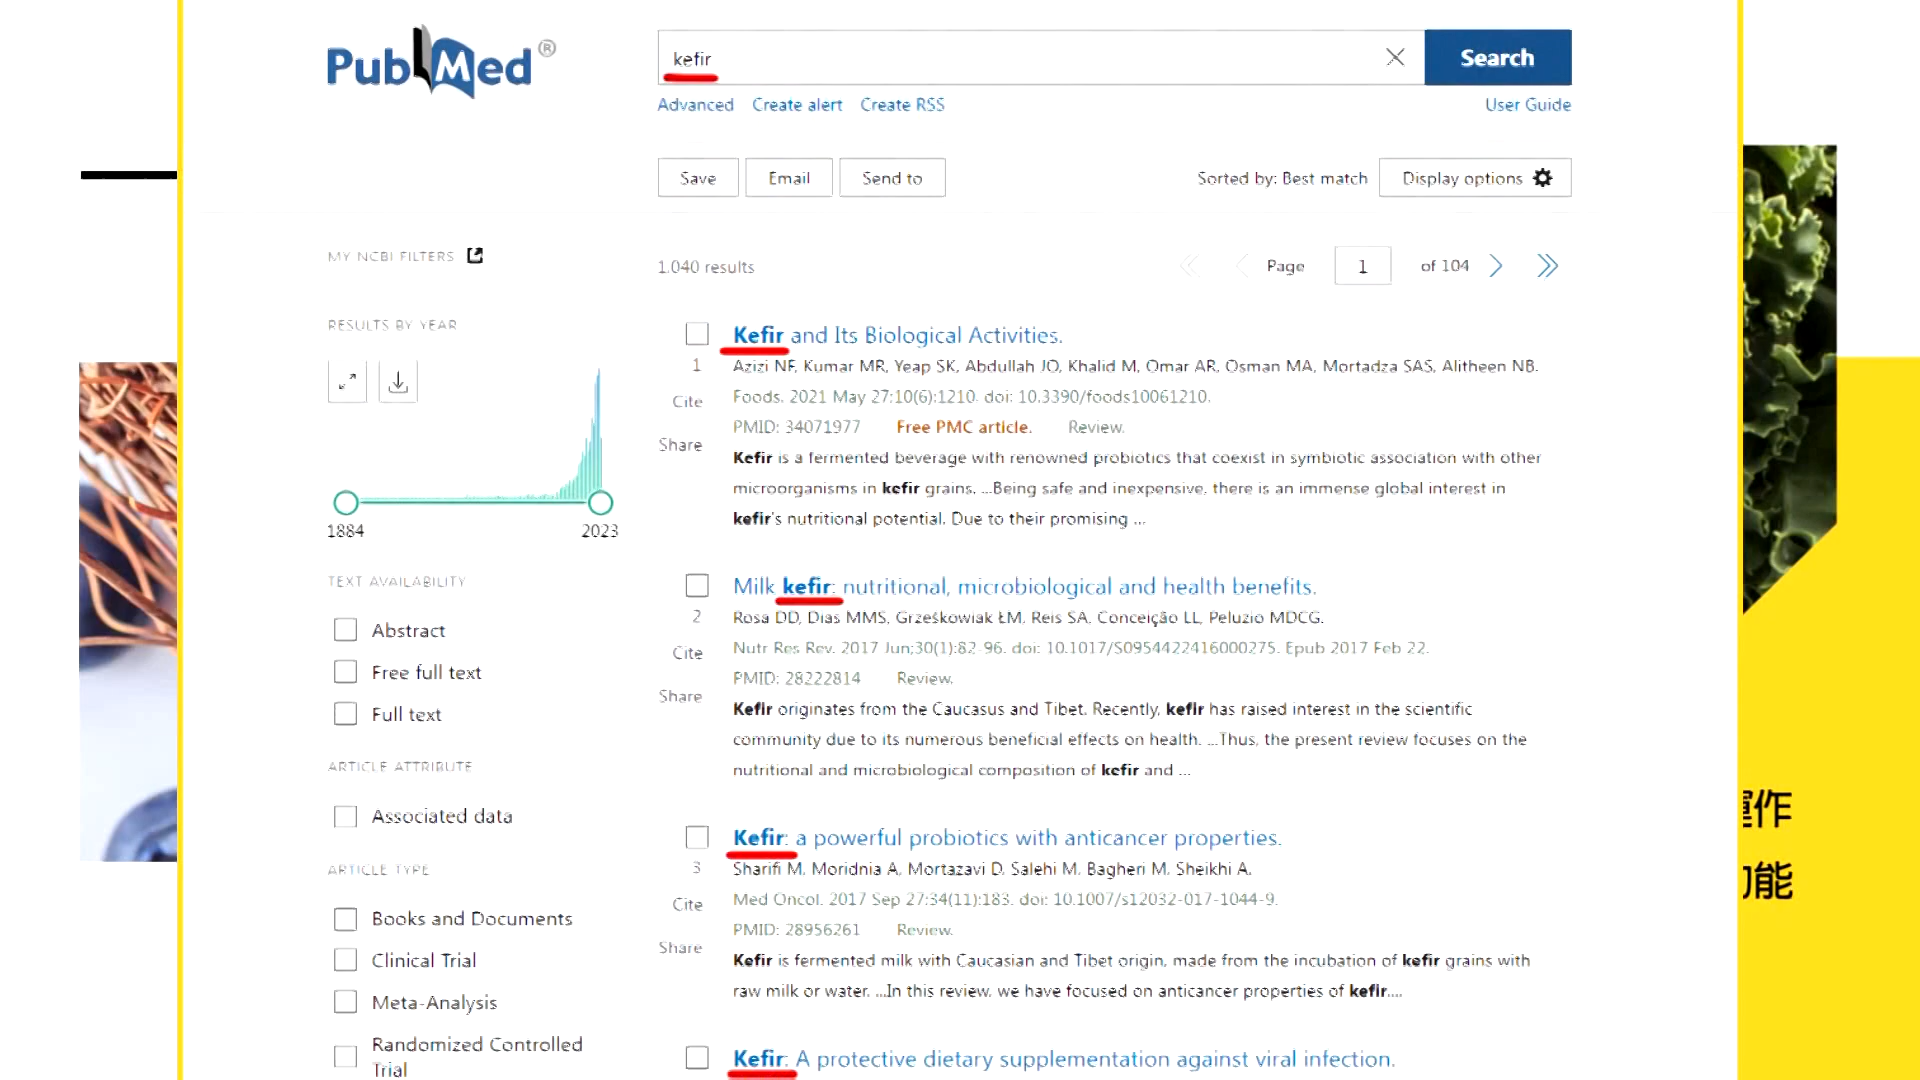 PubMed®
kefir
Search
Advanced Create alert Create RSS
User Guide
Save Email Send to
Sorted by: Best match
Display options
MY NCBI FILTERS
1,040 results
Page 1 of 104
RESULTS BY YEAR
1884 2023
TEXT AVAILABILITY
Abstract
Free full text
Full text
ARTICLE ATTRIBUTE
Associated data
ARTICLE TYPE
Books and Documents
Clinical Trial
Meta-Analysis
Randomized Controlled
Trial
Kefir and Its Biological Activities.
1
Azizi NF, Kumar MR, Yeap SK, Abdullah JO, Khalid M, Omar AR, Osman MA, Mortadza SAS, Alitheen NB.
Cite
Foods. 2021 May 27;10(6):1210. doi: 10.3390/foods10061210.
PMID: 34071977 Free PMC article. Review.
Share
Kefir is a fermented beverage with renowned probiotics that coexist in symbiotic association with other
microorganisms in kefir grains. ...Being safe and inexpensive, there is an immense global interest in
kefir's nutritional potential. Due to their promising ...
Milk kefir: nutritional, microbiological and health benefits.
2
Rosa DD, Dias MMS, Grześkowiak ŁM, Reis SA, Conceição LL, Peluzio MDCG.
Cite
Nutr Res Rev. 2017 Jun;30(1):82-96. doi: 10.1017/S0954422416000275. Epub 2017 Feb 22.
PMID: 28222814 Review.
Share
Kefir originates from the Caucasus and Tibet. Recently, kefir has raised interest in the scientific
community due to its numerous beneficial effects on health. ...Thus, the present review focuses on the
nutritional and microbiological composition of kefir and ...
Kefir: a powerful probiotics with anticancer properties.
3
Sharifi M, Moridnia A, Mortazavi D, Salehi M, Bagheri M, Sheikhi A.
Cite
Med Oncol. 2017 Sep 27;34(11):183. doi: 10.1007/s12032-017-1044-9.
PMID: 28956261 Review.
Share
Kefir is fermented milk with Caucasian and Tibet origin, made from the incubation of kefir grains with
raw milk or water. ...In this review, we have focused on anticancer properties of kefir....
Kefir: A protective dietary supplementation against viral infection.
作
能